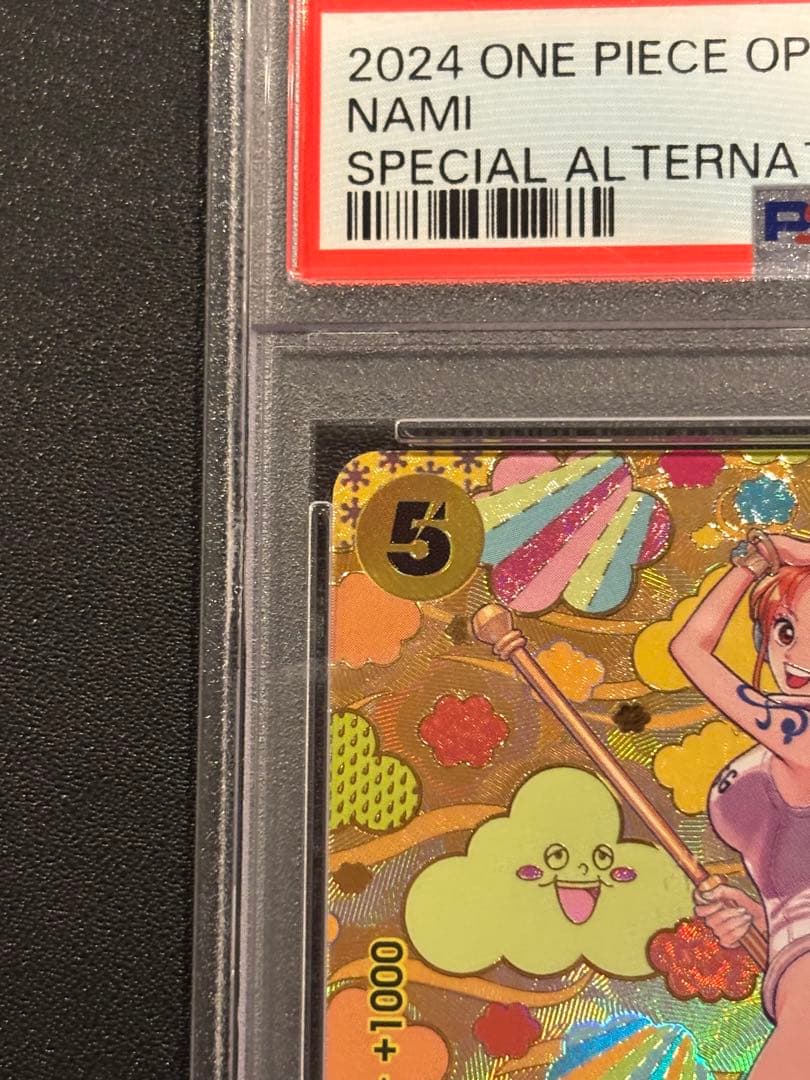 2024 ONE PIECE OP
NAMI
SPECIAL ALTERNAT
5
+1000